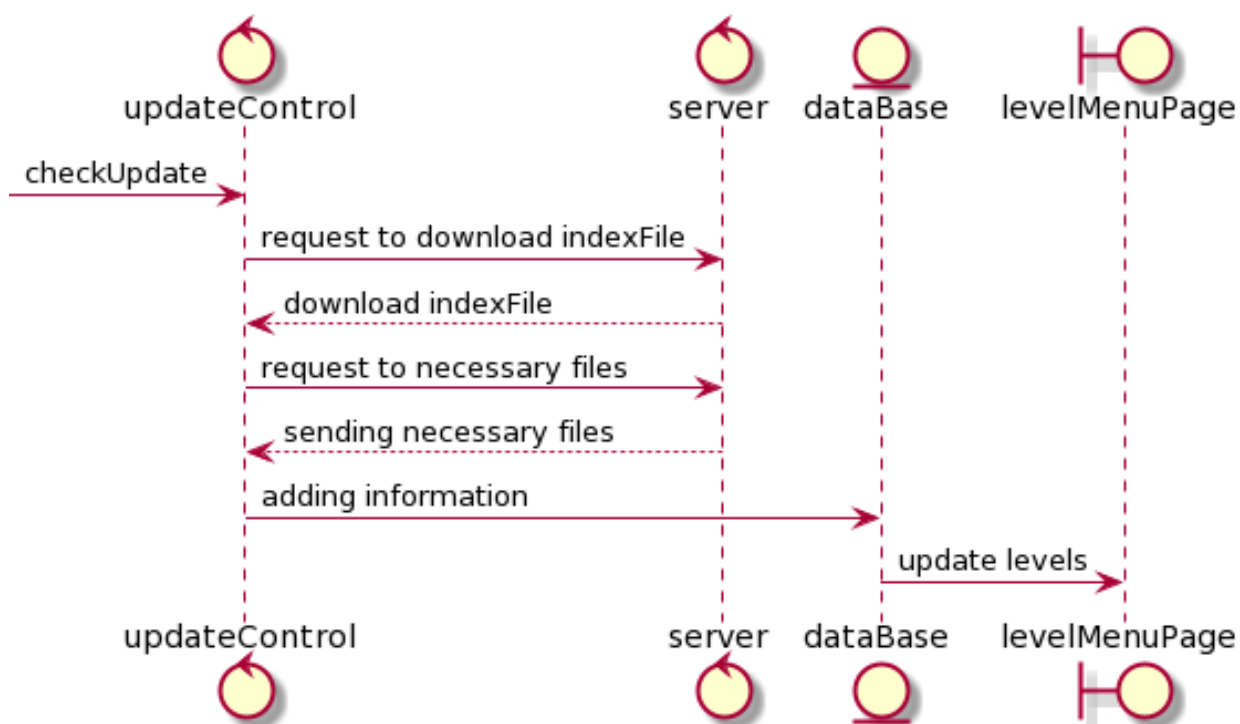 updateControl
server
dataBase
levelMenuPage
checkUpdate
request to download indexFile
download indexFile
request to necessary files
sending necessary files
adding information
update levels
updateControl
server
dataBase
levelMenuPage